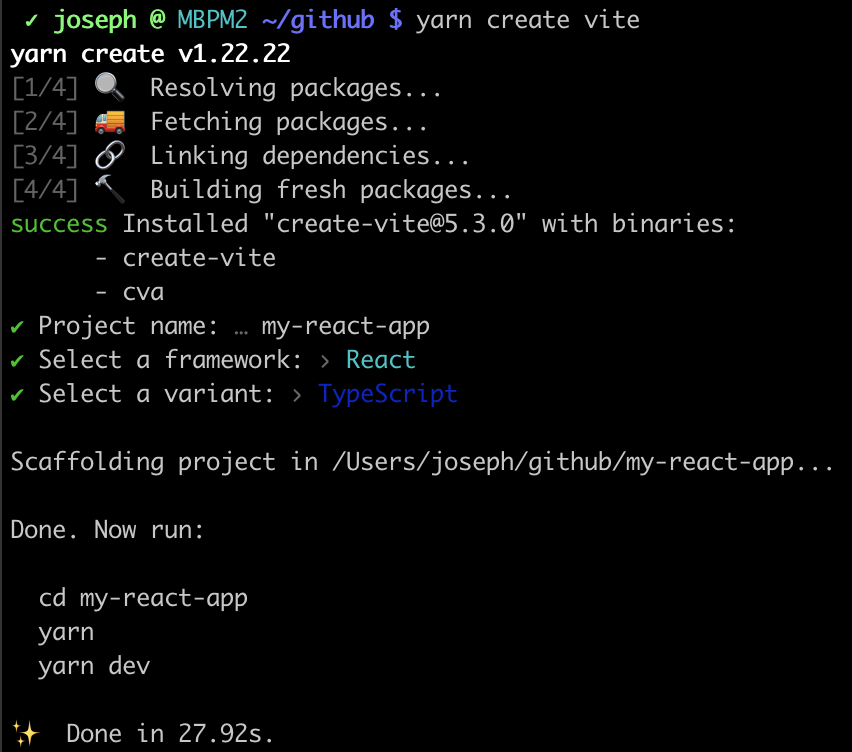 ✓ joseph @ MBPM2 ~/github $ yarn create vite
yarn create v1.22.22
[1/4] 🔍 Resolving packages...
[2/4] 🚚 Fetching packages...
[3/4] 🔗 Linking dependencies...
[4/4] 🔨 Building fresh packages...
success Installed "create-vite@5.3.0" with binaries:
- create-vite
- cva
✔ Project name: … my-react-app
✔ Select a framework: › React
✔ Select a variant: › TypeScript
Scaffolding project in /Users/joseph/github/my-react-app...
Done. Now run:
cd my-react-app
yarn
yarn dev
✨ Done in 27.92s.